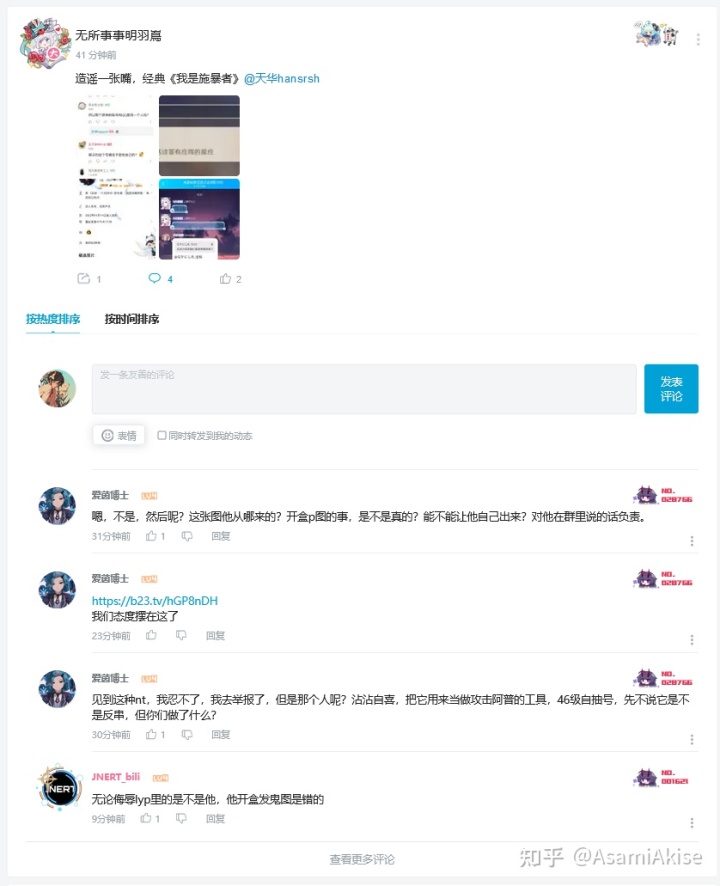 无所事事明羽嶌
41 分钟前
造谣一张嘴，经典《我是施暴者》@天华hansrsh
1
4
2
按热度排序
按时间排序
发一条友善的评论
发表
评论
表情
同时转发到我的动态
爱茵博士
NO.
028766
嗯，不是，然后呢？这张图他从哪来的？开盒p图的事，是不是真的？能不能让他自己出来？对他在群里说的话负责。
31分钟前
1
回复
爱茵博士
NO.
028766
https://b23.tv/hGP8nDH
我们态度摆在这了
23分钟前
回复
爱茵博士
NO.
028766
见到这种nt，我忍不了，我去举报了，但是那个人呢？沾沾自喜，把它用来当做攻击阿普的工具，46级自抽号，先不说它是不
是反串，但你们做了什么？
30分钟前
1
回复
JNERT_bili
NO.
001621
无论侮辱lyp里的是不是他，他开盒发鬼图是错的
9分钟前
1
回复
查看更多评论
知乎 @AsamiAkise